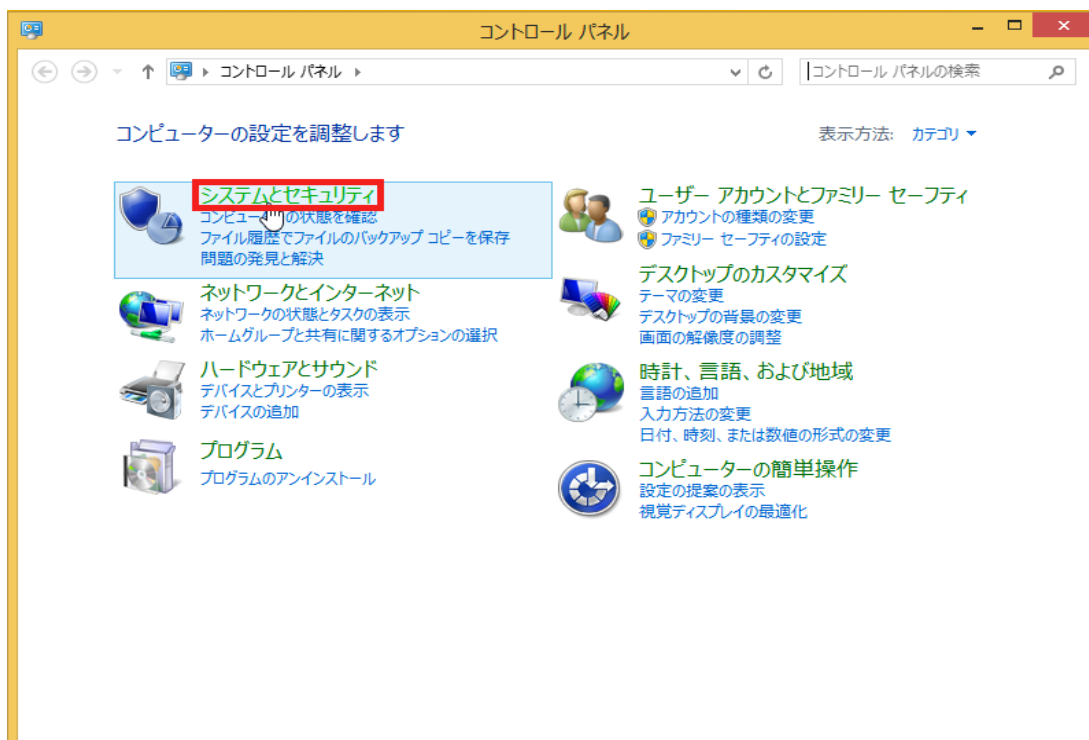 コントロール パネル
コントロール パネル
コントロール パネルの検索
コンピューターの設定を調整します
表示方法: カテゴリ
システムとセキュリティ
コンピュー の状態を確認
ファイル履歴でファイルのバックアップ コピーを保存
問題の発見と解決
ネットワークとインターネット
ネットワークの状態とタスクの表示
ホームグループと共有に関するオプションの選択
ハードウェアとサウンド
デバイスとプリンターの表示
デバイスの追加
プログラム
プログラムのアンインストール
ユーザー アカウントとファミリー セーフティ
アカウントの種類の変更
ファミリー セーフティの設定
デスクトップのカスタマイズ
テーマの変更
デスクトップの背景の変更
画面の解像度の調整
時計、言語、および地域
言語の追加
入力方法の変更
日付、時刻、または数値の形式の変更
コンピューターの簡単操作
設定の提案の表示
視覚ディスプレイの最適化